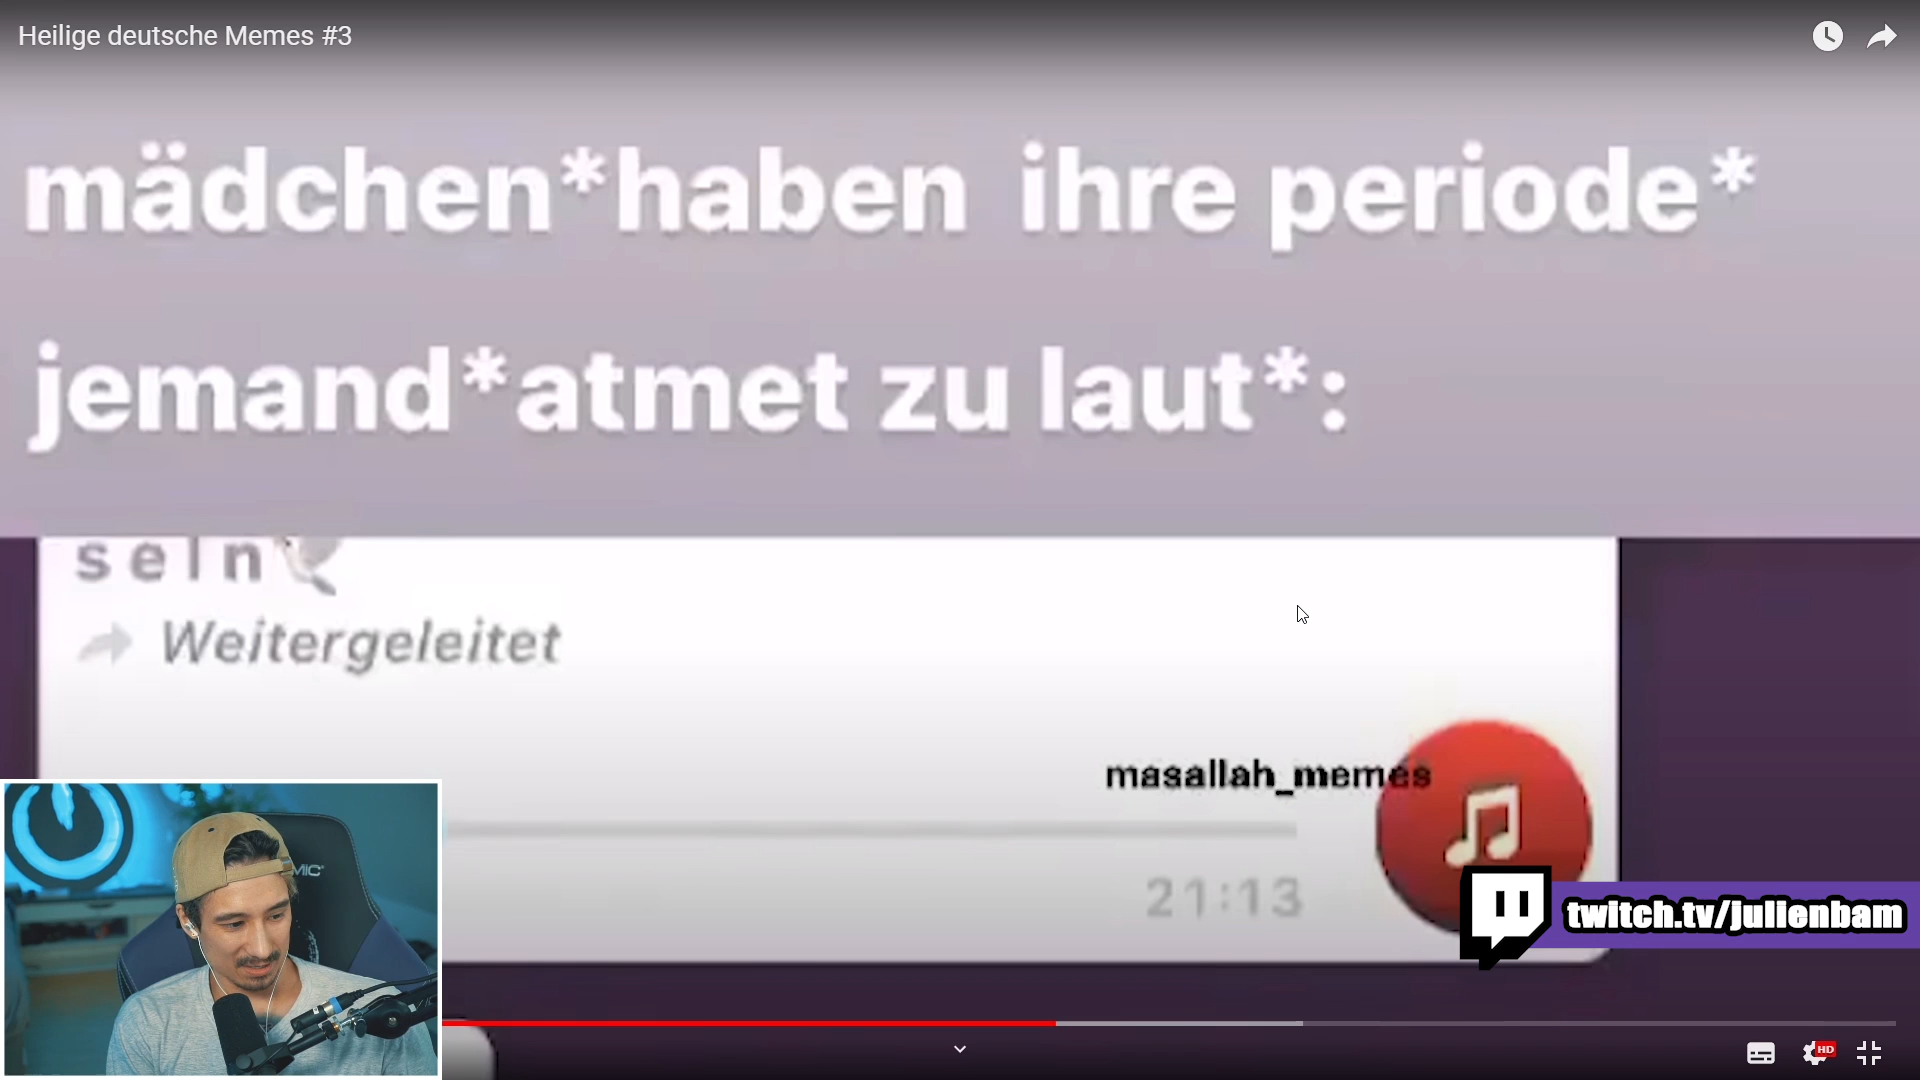 Heilige deutsche Memes #3
mädchen*haben ihre periode*
jemand*atmet zu laut*:
sein
Weitergeleitet
masallah_memes
21:13
twitch.tv/julienbam
HD